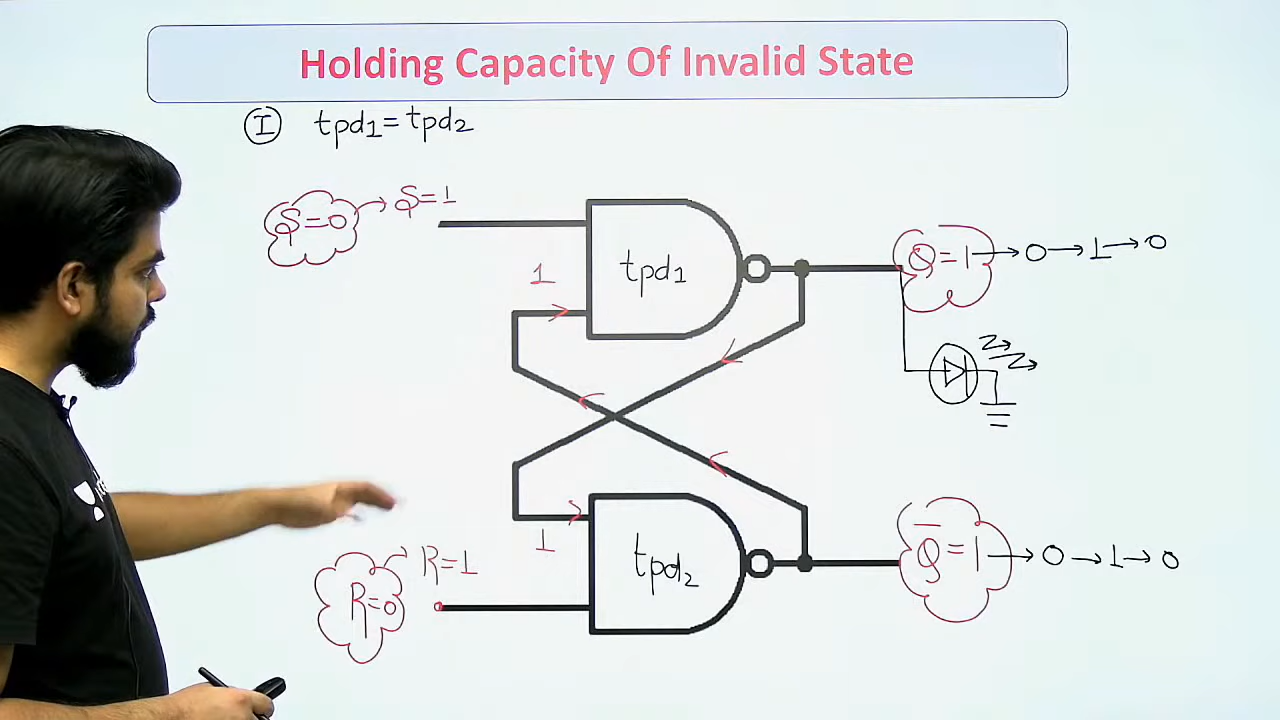 Holding Capacity Of Invalid State
I tpd1 = tpd2
S=0 → S=1
1
tpd1
Q=1 → 0 → 1 → 0
1
tpd2
Q̅=1 → 0 → 1 → 0
R=1
R=0